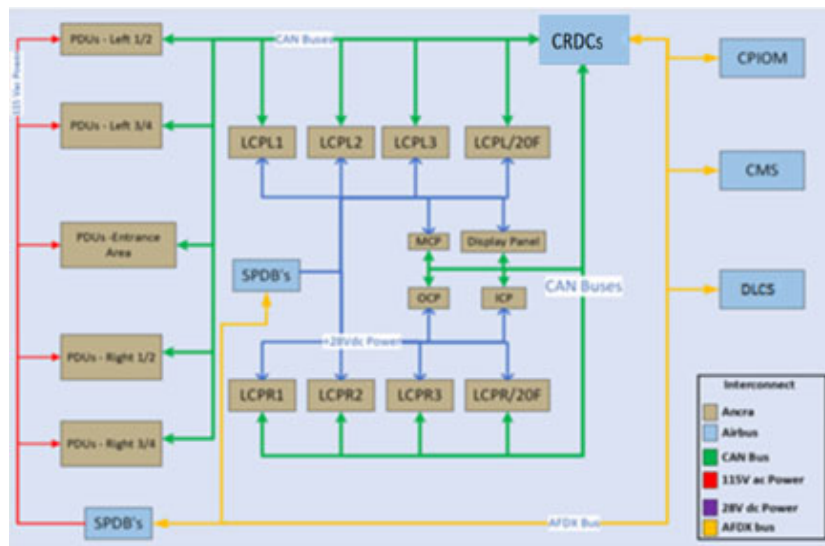 PDUs - Left 1/2
CAN Buses
CRDCs
CPIOM
115 Vac Power
PDUs - Left 3/4
LCPL1
LCPL2
LCPL3
LCPL/20F
CMS
PDUs -Entrance
Area
MCP
Display Panel
SPDB's
CAN Buses
OCP
ICP
DLCS
+28Vdc Power
PDUs - Right 1/2
LCPR1
LCPR2
LCPR3
LCPR/20F
PDUs - Right 3/4
SPDB's
AFDX Bus
Interconnect
Ancra
Airbus
CAN Bus
115V ac Power
28V dc Power
AFDX bus